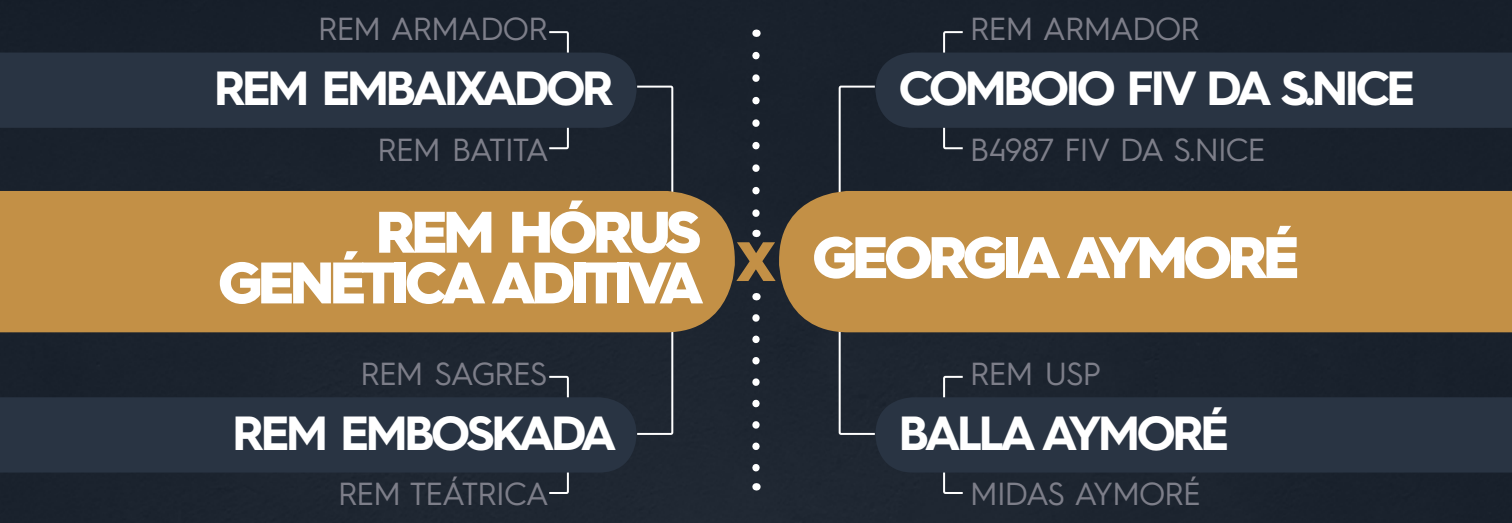 REM ARMADOR
REM EMBAIXADOR
REM BATITA
REM HÓRUS
GENÉTICA ADITIVA
REM SAGRES
REM EMBOSKADA
REM TEÁTRICA
X
REM ARMADOR
COMBOIO FIV DA S.NICE
B4987 FIV DA S.NICE
GEORGIA AYMORÉ
REM USP
BALLA AYMORÉ
MIDAS AYMORÉ